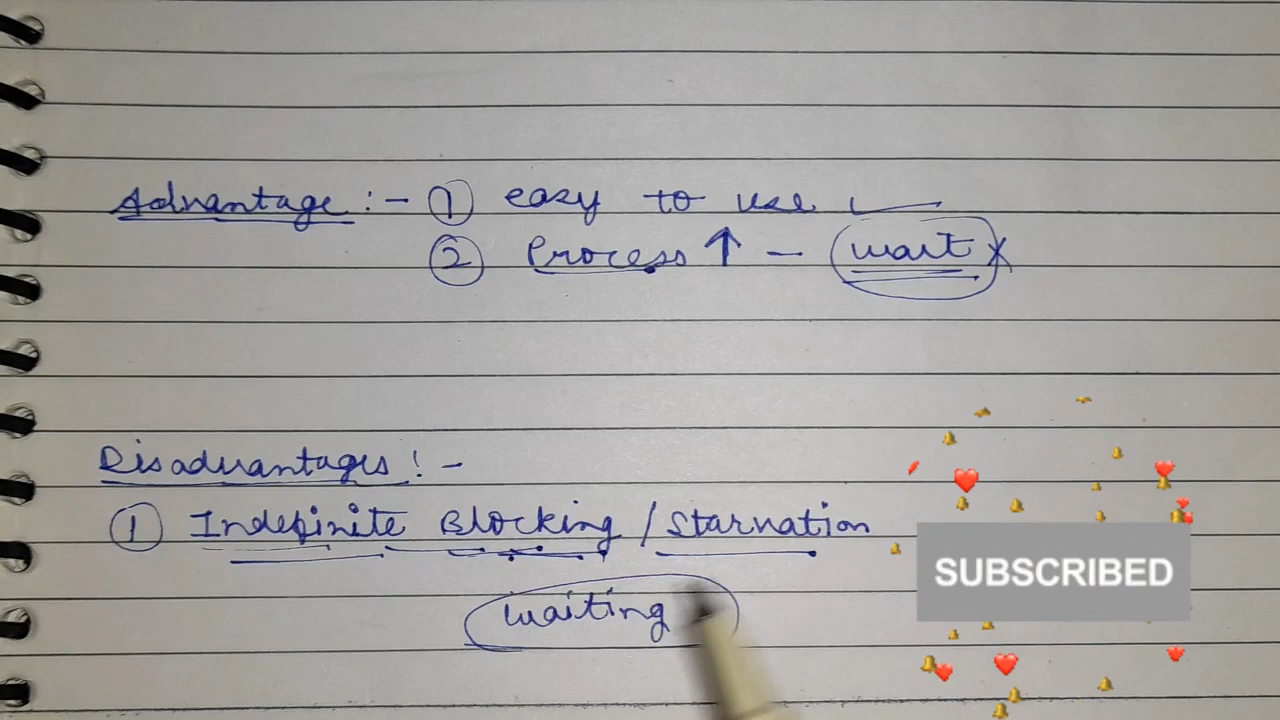 Advantage :- ① easy to use
② Process ↑ - wait X
Disadvantages :-
① Indefinite Blocking / Starvation
Waiting
SUBSCRIBED